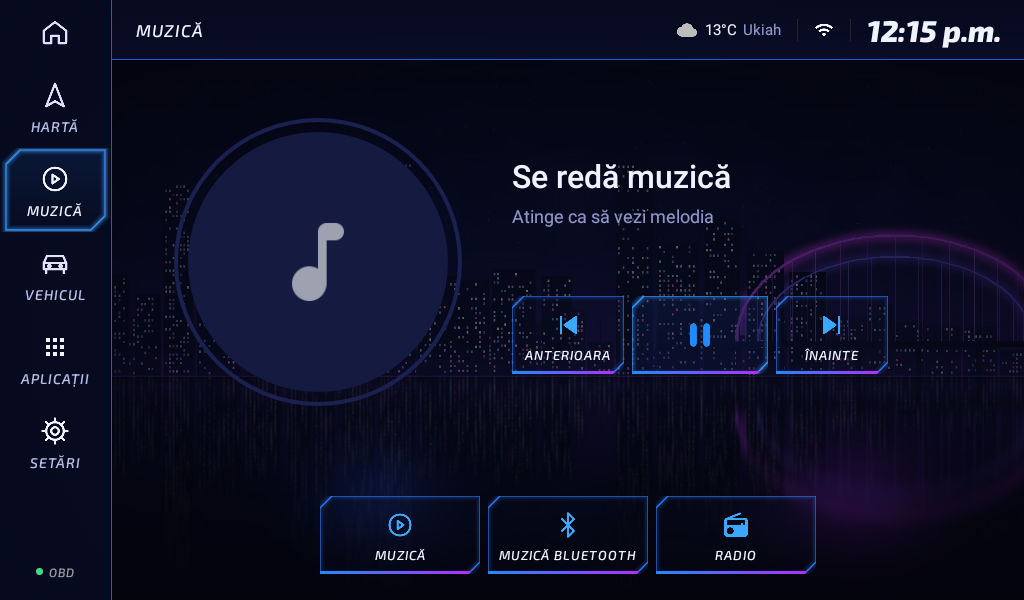 MUZICĂ
13°C Ukiah
12:15 p.m.
HARTĂ
MUZICĂ
VEHICUL
APLICAȚII
SETĂRI
OBD
Se redă muzică
Atinge ca să vezi melodia
ANTERIOARA
ÎNAINTE
MUZICĂ
MUZICĂ BLUETOOTH
RADIO